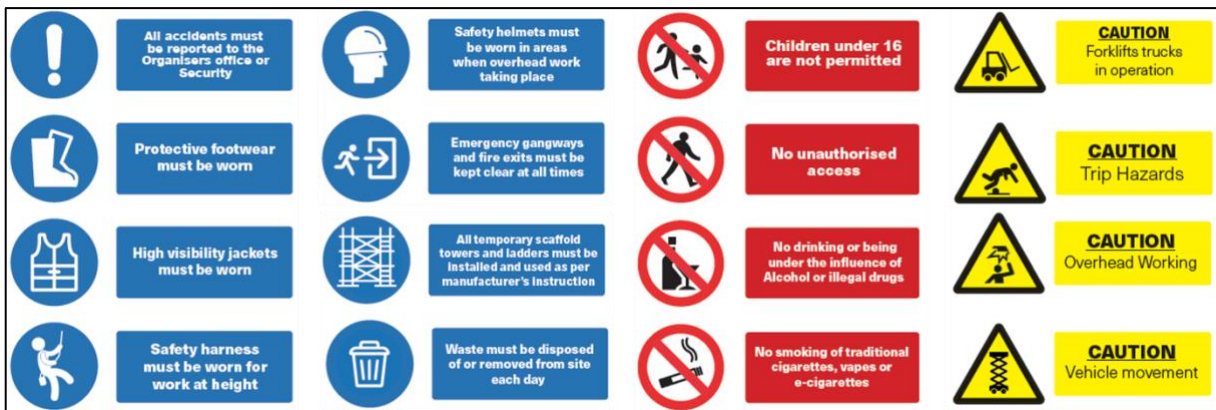 All accidents must
be reported to the
Organisers office or
Security
Safety helmets must
be worn in areas
when overhead work
taking place
Children under 16
are not permitted
CAUTION
Forklifts trucks
in operation
Protective footwear
must be worn
Emergency gangways
and fire exits must be
kept clear at all times
No unauthorised
access
CAUTION
Trip Hazards
High visibility jackets
must be worn
All temporary scaffold
towers and ladders must be
Installed and used as per
manufacturer's instruction
No drinking or being
under the influence of
Alcohol or illegal drugs
CAUTION
Overhead Working
Safety harness
must be worn for
work at height
Waste must be disposed
of or removed from site
each day
No smoking of traditional
cigarettes, vapes or
e-cigarettes
CAUTION
Vehicle movement